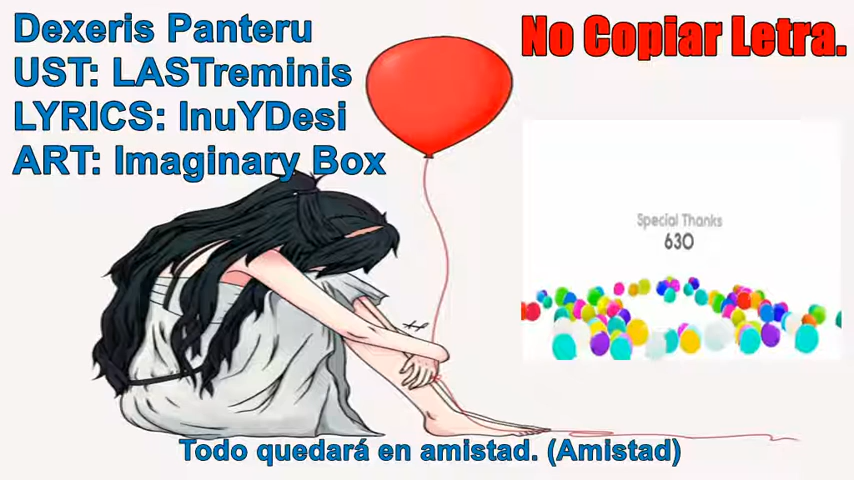 Dexeris Panteru
UST: LASTreminis
LYRICS: InuYDesi
ART: Imaginary Box
No Copiar Letra.
Special Thanks
630
Todo quedará en amistad. (Amistad)